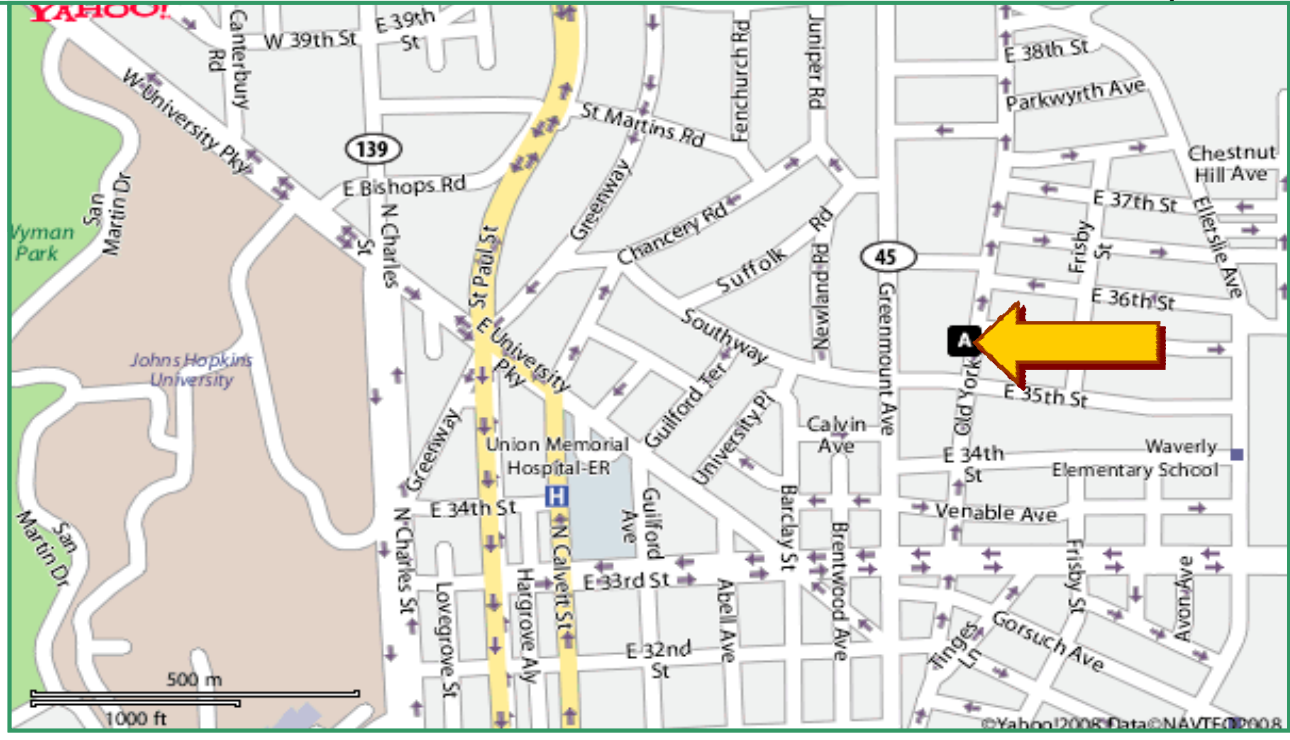 YAHOO!
Canterbury
Rd
W 39th St
E 39th
St
W University Pky
139
E Bishops Rd
St Martins Rd
Fenchurch Rd
Juniper Rd
E 38th St
Parkwyrth Ave
Chestnut
Hill Ave
E 37th St
Ellerslie Ave
Frisby
St
E 36th St
San
Martin Dr
Wyman
Park
N Charles
St
St Paul St
Greenway
Chancery Rd
Suffolk
Rd
Newland Rd
45
Greenmount Ave
Southway
A
Old York
E 35th St
Johns Hopkins
University
E University
Pky
Guilford Ter
University Pl
Calvin
Ave
Greenway
Union Memorial
Hospital-ER
H
E 34th
St
Waverly
Elementary School
E 34th St
Guilford
Ave
Barclay St
Brentwood Ave
Venable Ave
San
Martin Dr
N Charles St
N Calvert St
Hargrove Aly
Lovegrove St
E 33rd St
Abell Ave
E 32nd
St
Frisby St
Avon Ave
Gorsuch Ave
Tinges
Ln
500 m
1000 ft
©Yahoo!2008 Data©NAVTEQ2008